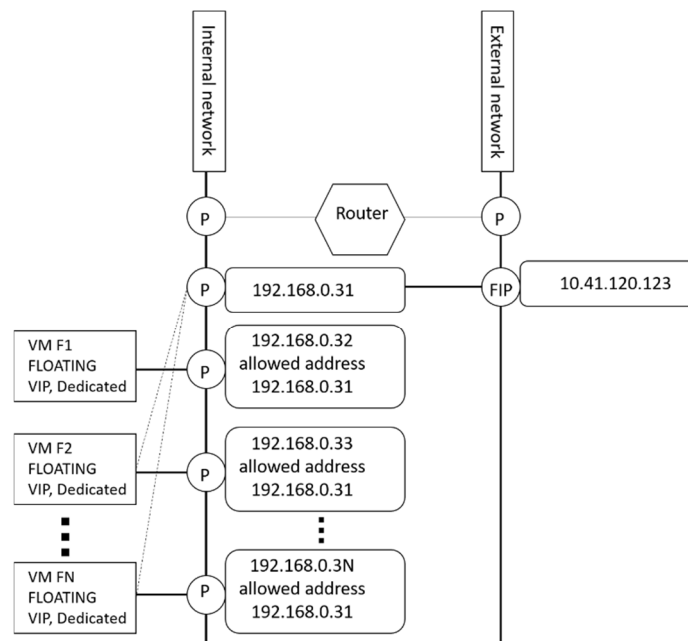 Internal network
External network
P
Router
P
P
192.168.0.31
FIP
10.41.120.123
VM F1
FLOATING
VIP, Dedicated
P
192.168.0.32
allowed address
192.168.0.31
VM F2
FLOATING
VIP, Dedicated
P
192.168.0.33
allowed address
192.168.0.31
VM FN
FLOATING
VIP, Dedicated
P
192.168.0.3N
allowed address
192.168.0.31